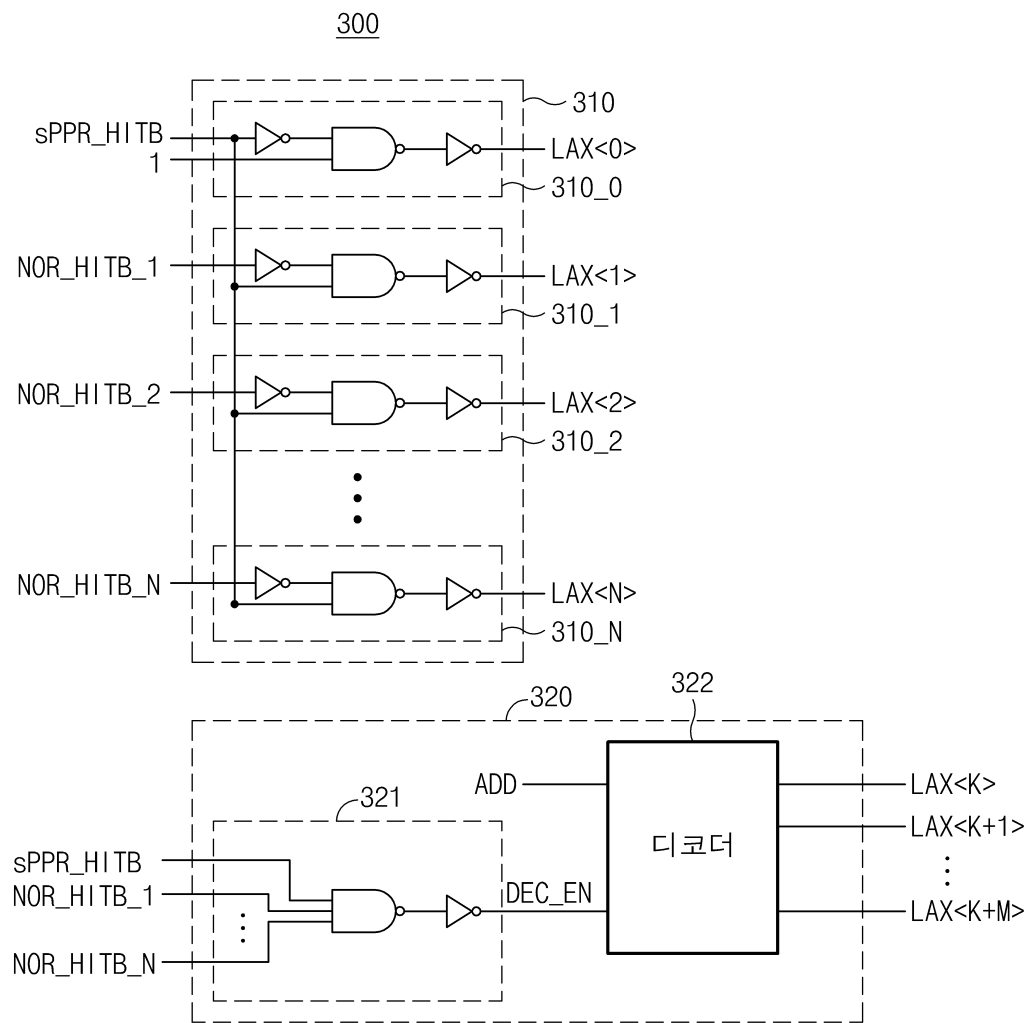 300
310
sPPR_HITB
1
LAX<0>
310_0
NOR_HITB_1
LAX<1>
310_1
NOR_HITB_2
LAX<2>
310_2
NOR_HITB_N
LAX<N>
310_N
320
322
ADD
LAX<K>
321
LAX<K+1>
디코더
sPPR_HITB
NOR_HITB_1
DEC_EN
LAX<K+M>
NOR_HITB_N